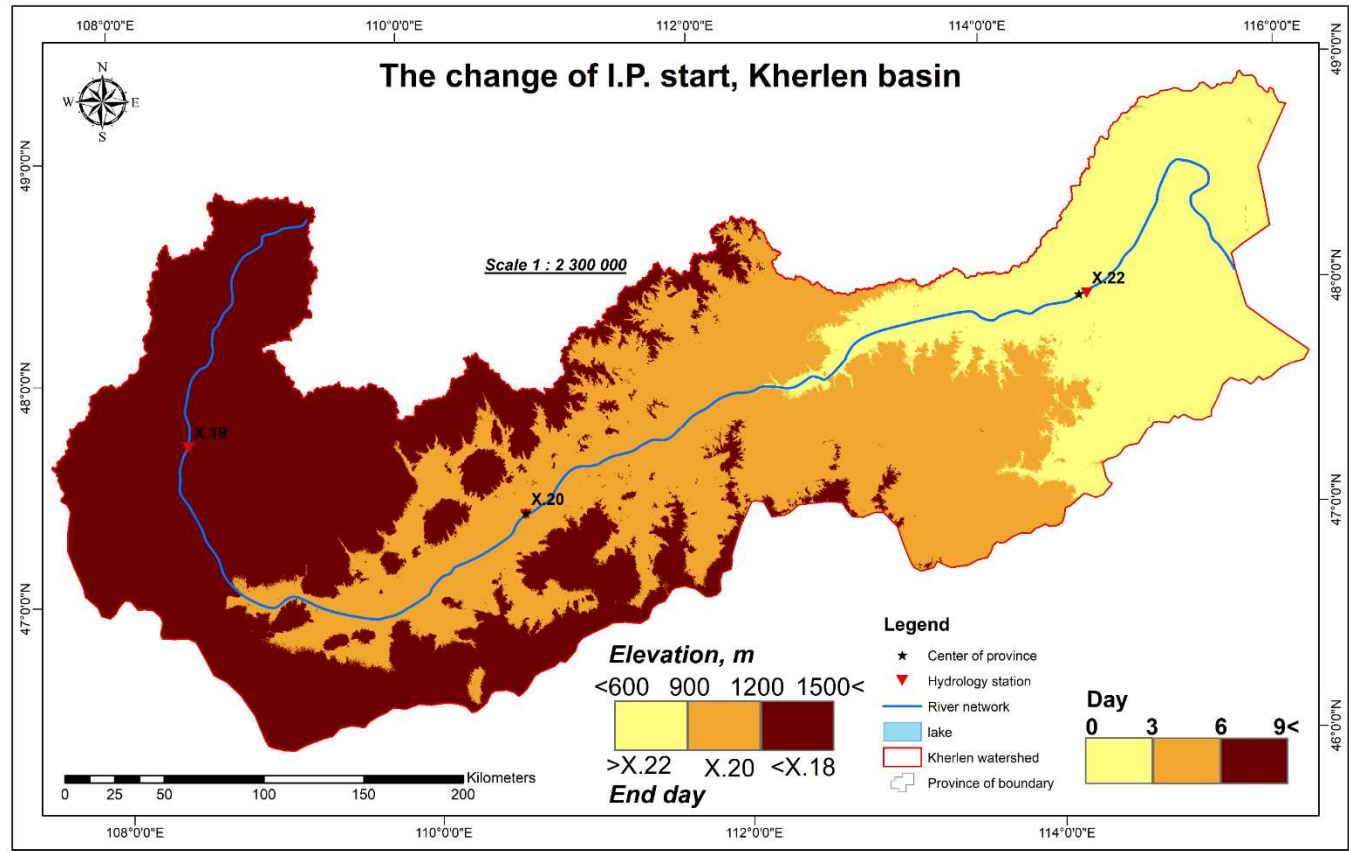 108°0'0"E 110°0'0"E 112°0'0"E 114°0'0"E 116°0'0"E
The change of I.P. start, Kherlen basin
N
W E
S
49°0'0"N
49°0'0"N
Scale 1 : 2 300 000
X.22
48°0'0"N
48°0'0"N
X.19
X.20
47°0'0"N
47°0'0"N
Legend
Center of province
Hydrology station
River network
lake
Kherlen watershed
Province of boundary
Elevation, m
<600 900 1200 1500<
>X.22 X.20 <X.18
End day
Day
0 3 6 9<
46°0'0"N
Kilometers
0 25 50 100 150 200
108°0'0"E 110°0'0"E 112°0'0"E 114°0'0"E